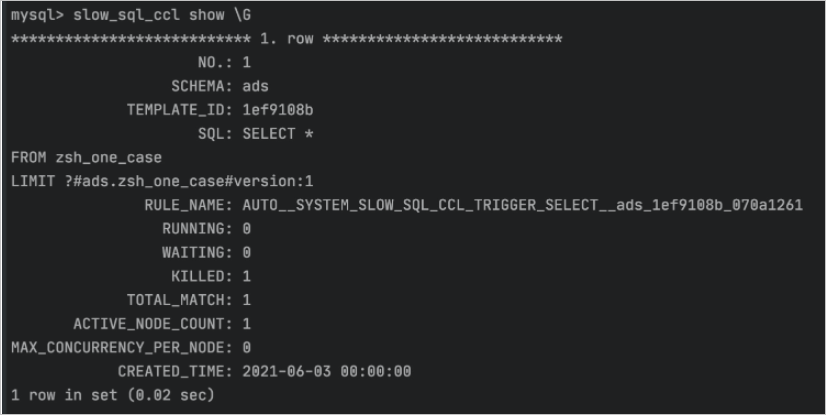 mysql> slow_sql_ccl show \G
*************************** 1. row ***************************
NO.: 1
SCHEMA: ads
TEMPLATE_ID: 1ef9108b
SQL: SELECT *
FROM zsh_one_case
LIMIT ?#ads.zsh_one_case#version:1
RULE_NAME: AUTO__SYSTEM_SLOW_SQL_CCL_TRIGGER_SELECT__ads_1ef9108b_070a1261
RUNNING: 0
WAITING: 0
KILLED: 1
TOTAL_MATCH: 1
ACTIVE_NODE_COUNT: 1
MAX_CONCURRENCY_PER_NODE: 0
CREATED_TIME: 2021-06-03 00:00:00
1 row in set (0.02 sec)